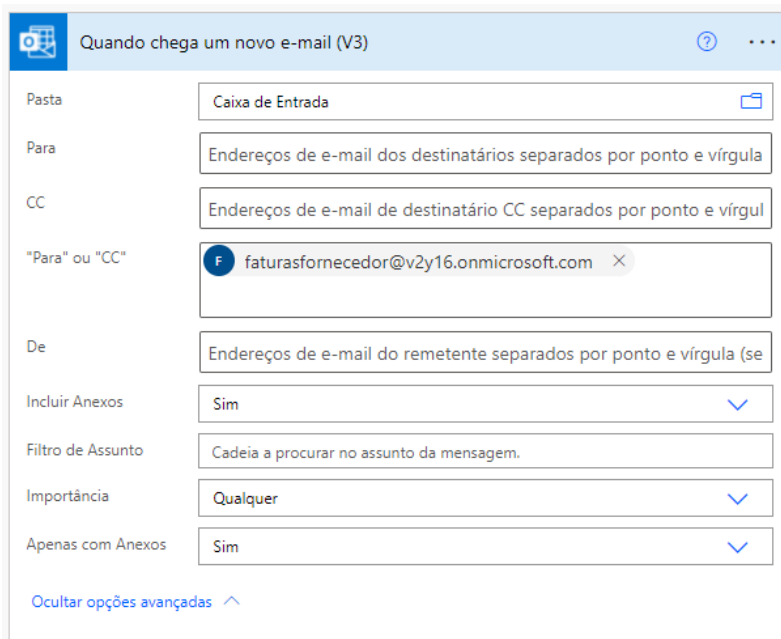 Quando chega um novo e-mail (V3)
Pasta
Caixa de Entrada
Para
Endereços de e-mail dos destinatários separados por ponto e vírgula
CC
Endereços de e-mail de destinatário CC separados por ponto e vírgul
"Para" ou "CC"
F faturasfornecedor@v2y16.onmicrosoft.com
De
Endereços de e-mail do remetente separados por ponto e vírgula (se
Incluir Anexos
Sim
Filtro de Assunto
Cadeia a procurar no assunto da mensagem.
Importância
Qualquer
Apenas com Anexos
Sim
Ocultar opções avançadas